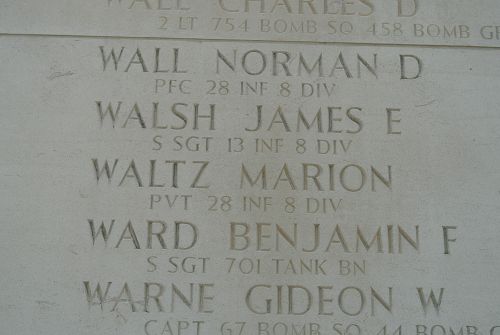 WALL CHARLES D
2 LT 754 BOMB SQ 458 BOMB
WALL NORMAN D
PFC 28 INF 8 DIV
WALSH JAMES E
S SGT 13 INF 8 DIV
WALTZ MARION
PVT 28 INF 8 DIV
WARD BENJAMIN F
S SGT 701 TANK BN
WARNE GIDEON W
CAPT 67 BOMB SQ 44 BOMB